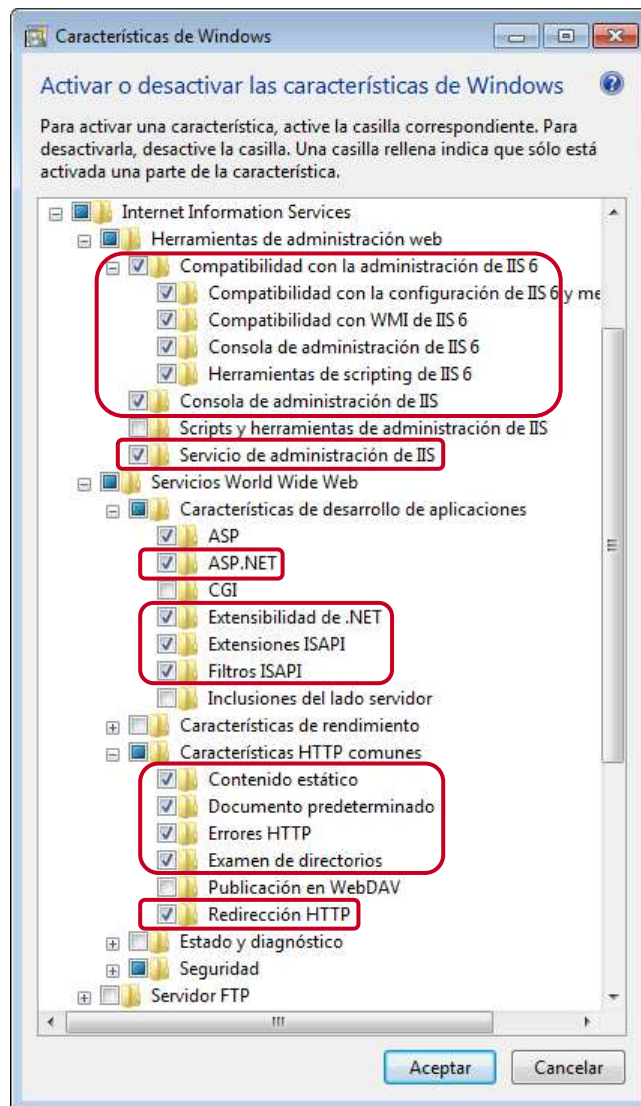 Características de Windows
Activar o desactivar las características de Windows
Para activar una característica, active la casilla correspondiente. Para
desactivarla, desactive la casilla. Una casilla rellena indica que sólo está
activada una parte de la característica.
Internet Information Services
Herramientas de administración web
Compatibilidad con la administración de IIS 6
Compatibilidad con la configuración de IIS 6 y me
Compatibilidad con WMI de IIS 6
Consola de administración de IIS 6
Herramientas de scripting de IIS 6
Consola de administración de IIS
Scripts y herramientas de administración de IIS
Servicio de administración de IIS
Servicios World Wide Web
Características de desarrollo de aplicaciones
ASP
ASP.NET
CGI
Extensibilidad de .NET
Extensiones ISAPI
Filtros ISAPI
Inclusiones del lado servidor
Características de rendimiento
Características HTTP comunes
Contenido estático
Documento predeterminado
Errores HTTP
Examen de directorios
Publicación en WebDAV
Redirección HTTP
Estado y diagnóstico
Seguridad
Servidor FTP
Aceptar Cancelar